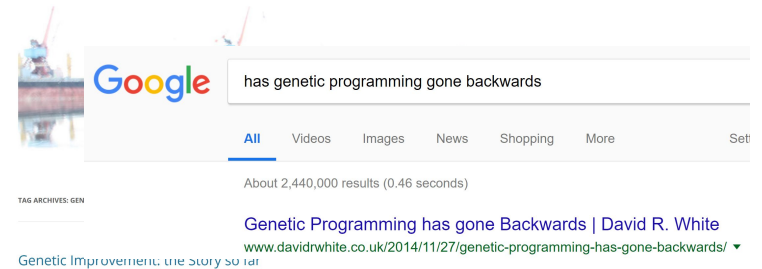 Google
has genetic programming gone backwards
All Videos Images News Shopping More
About 2,440,000 results (0.46 seconds)
TAG ARCHIVES: GEN
Genetic Programming has gone Backwards | David R. White
www.davidrwhite.co.uk/2014/11/27/genetic-programming-has-gone-backwards/
Genetic Improvement: the Story so far